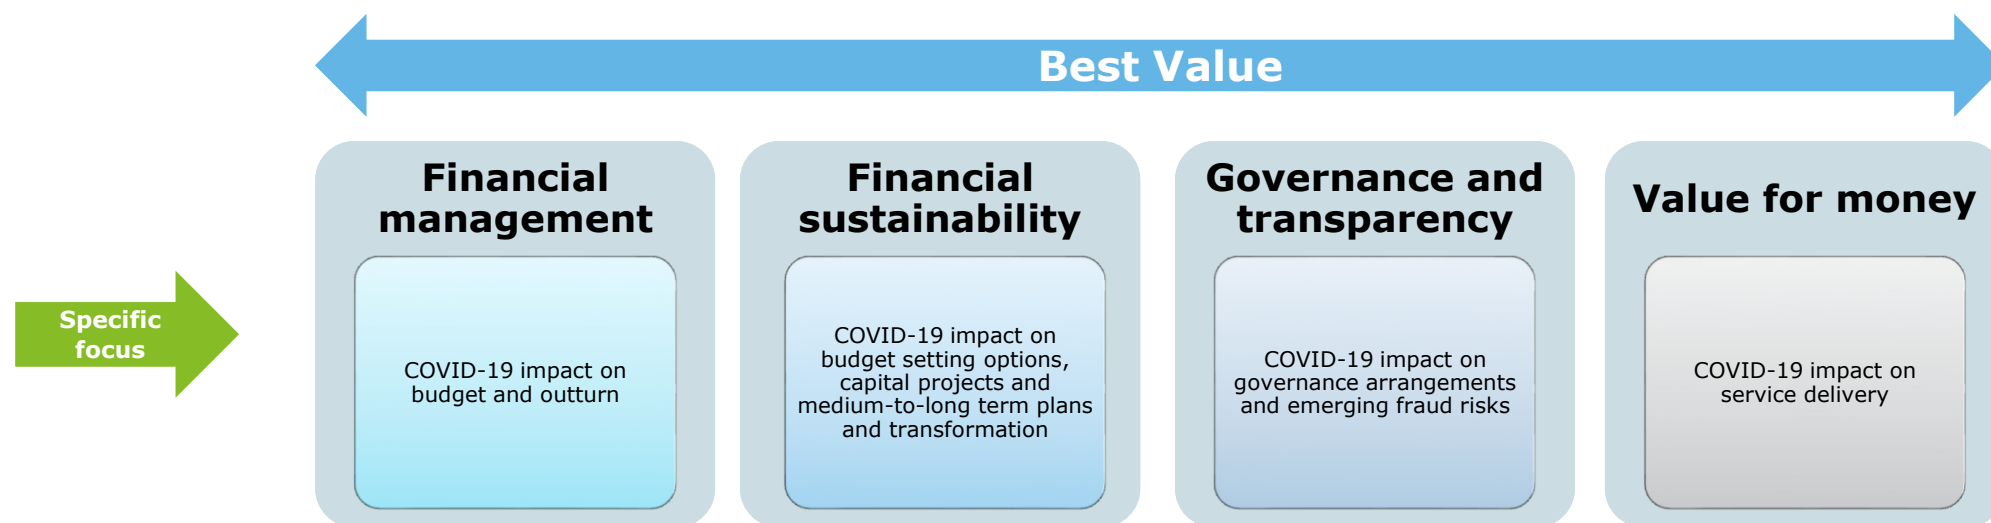 Best Value
Financial
management
Financial
sustainability
Governance and
transparency
Value for money
Specific
focus
COVID-19 impact on
budget and outturn
COVID-19 impact on
budget setting options,
capital projects and
medium-to-long term plans
and transformation
COVID-19 impact on
governance arrangements
and emerging fraud risks
COVID-19 impact on
service delivery